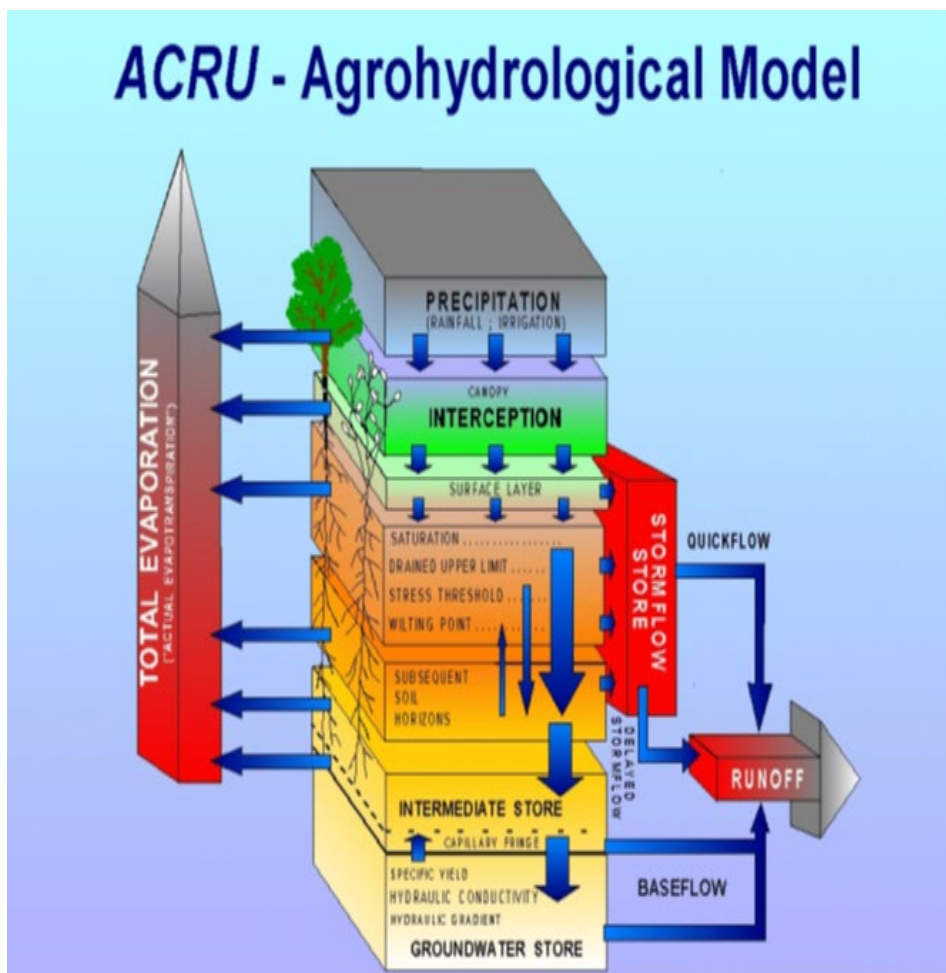 ACRU - Agrohydrological Model
PRECIPITATION
(RAINFALL ; IRRIGATION)
CANOPY
INTERCEPTION
SURFACE LAYER
SATURATION.................
DRAINED UPPER LIMIT......
STRESS THRESHOLD.......
WILTING POINT...........
SUBSEQUENT
SOIL
HORIZONS
INTERMEDIATE STORE
CAPILLARY FRINGE
SPECIFIC YIELD
HYDRAULIC CONDUCTIVITY
HYDRAULIC GRADIENT
GROUNDWATER STORE
TOTAL EVAPORATION
("ACTUAL EVAPOTRANSPIRATION")
STORMFLOW
STORE
QUICKFLOW
DELAYED
STORMFLOW
RUNOFF
BASEFLOW